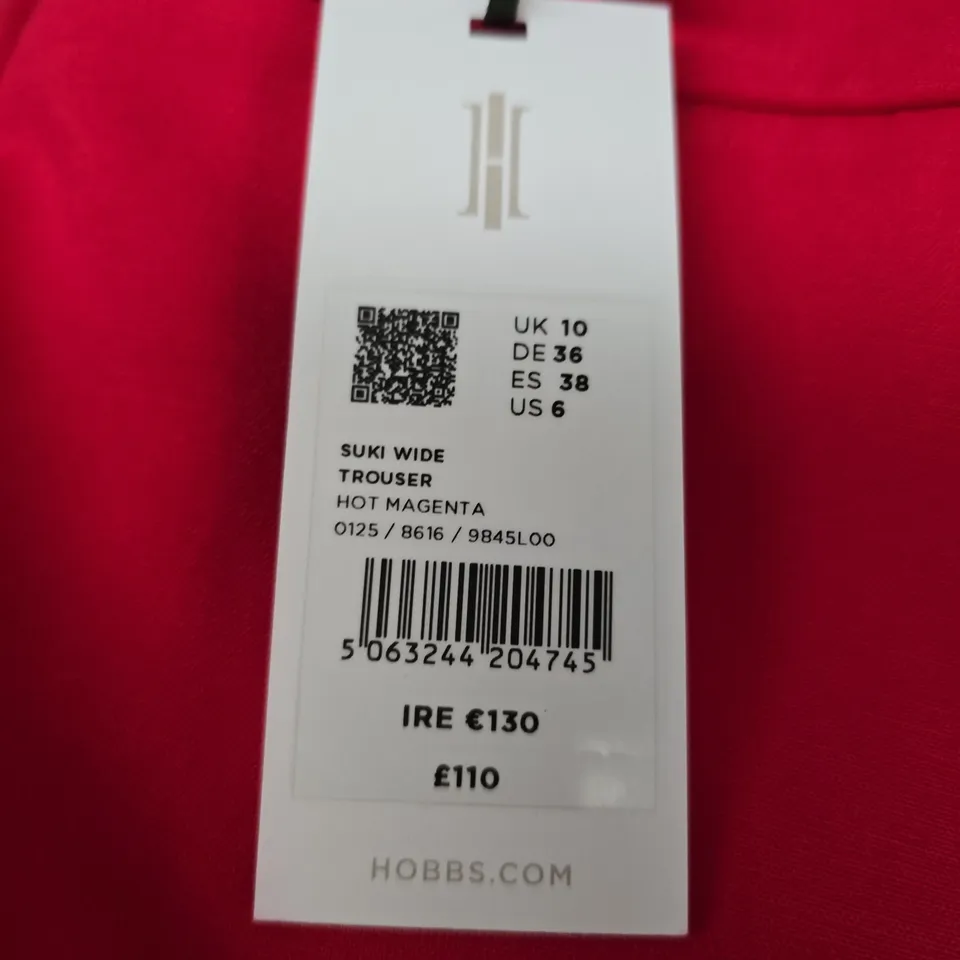 UK 10
DE 36
ES 38
US 6
SUKI WIDE
TROUSER
HOT MAGENTA
0125 / 8616 / 9845L00
5 063244 204745
IRE €130
£110
HOBBS.COM